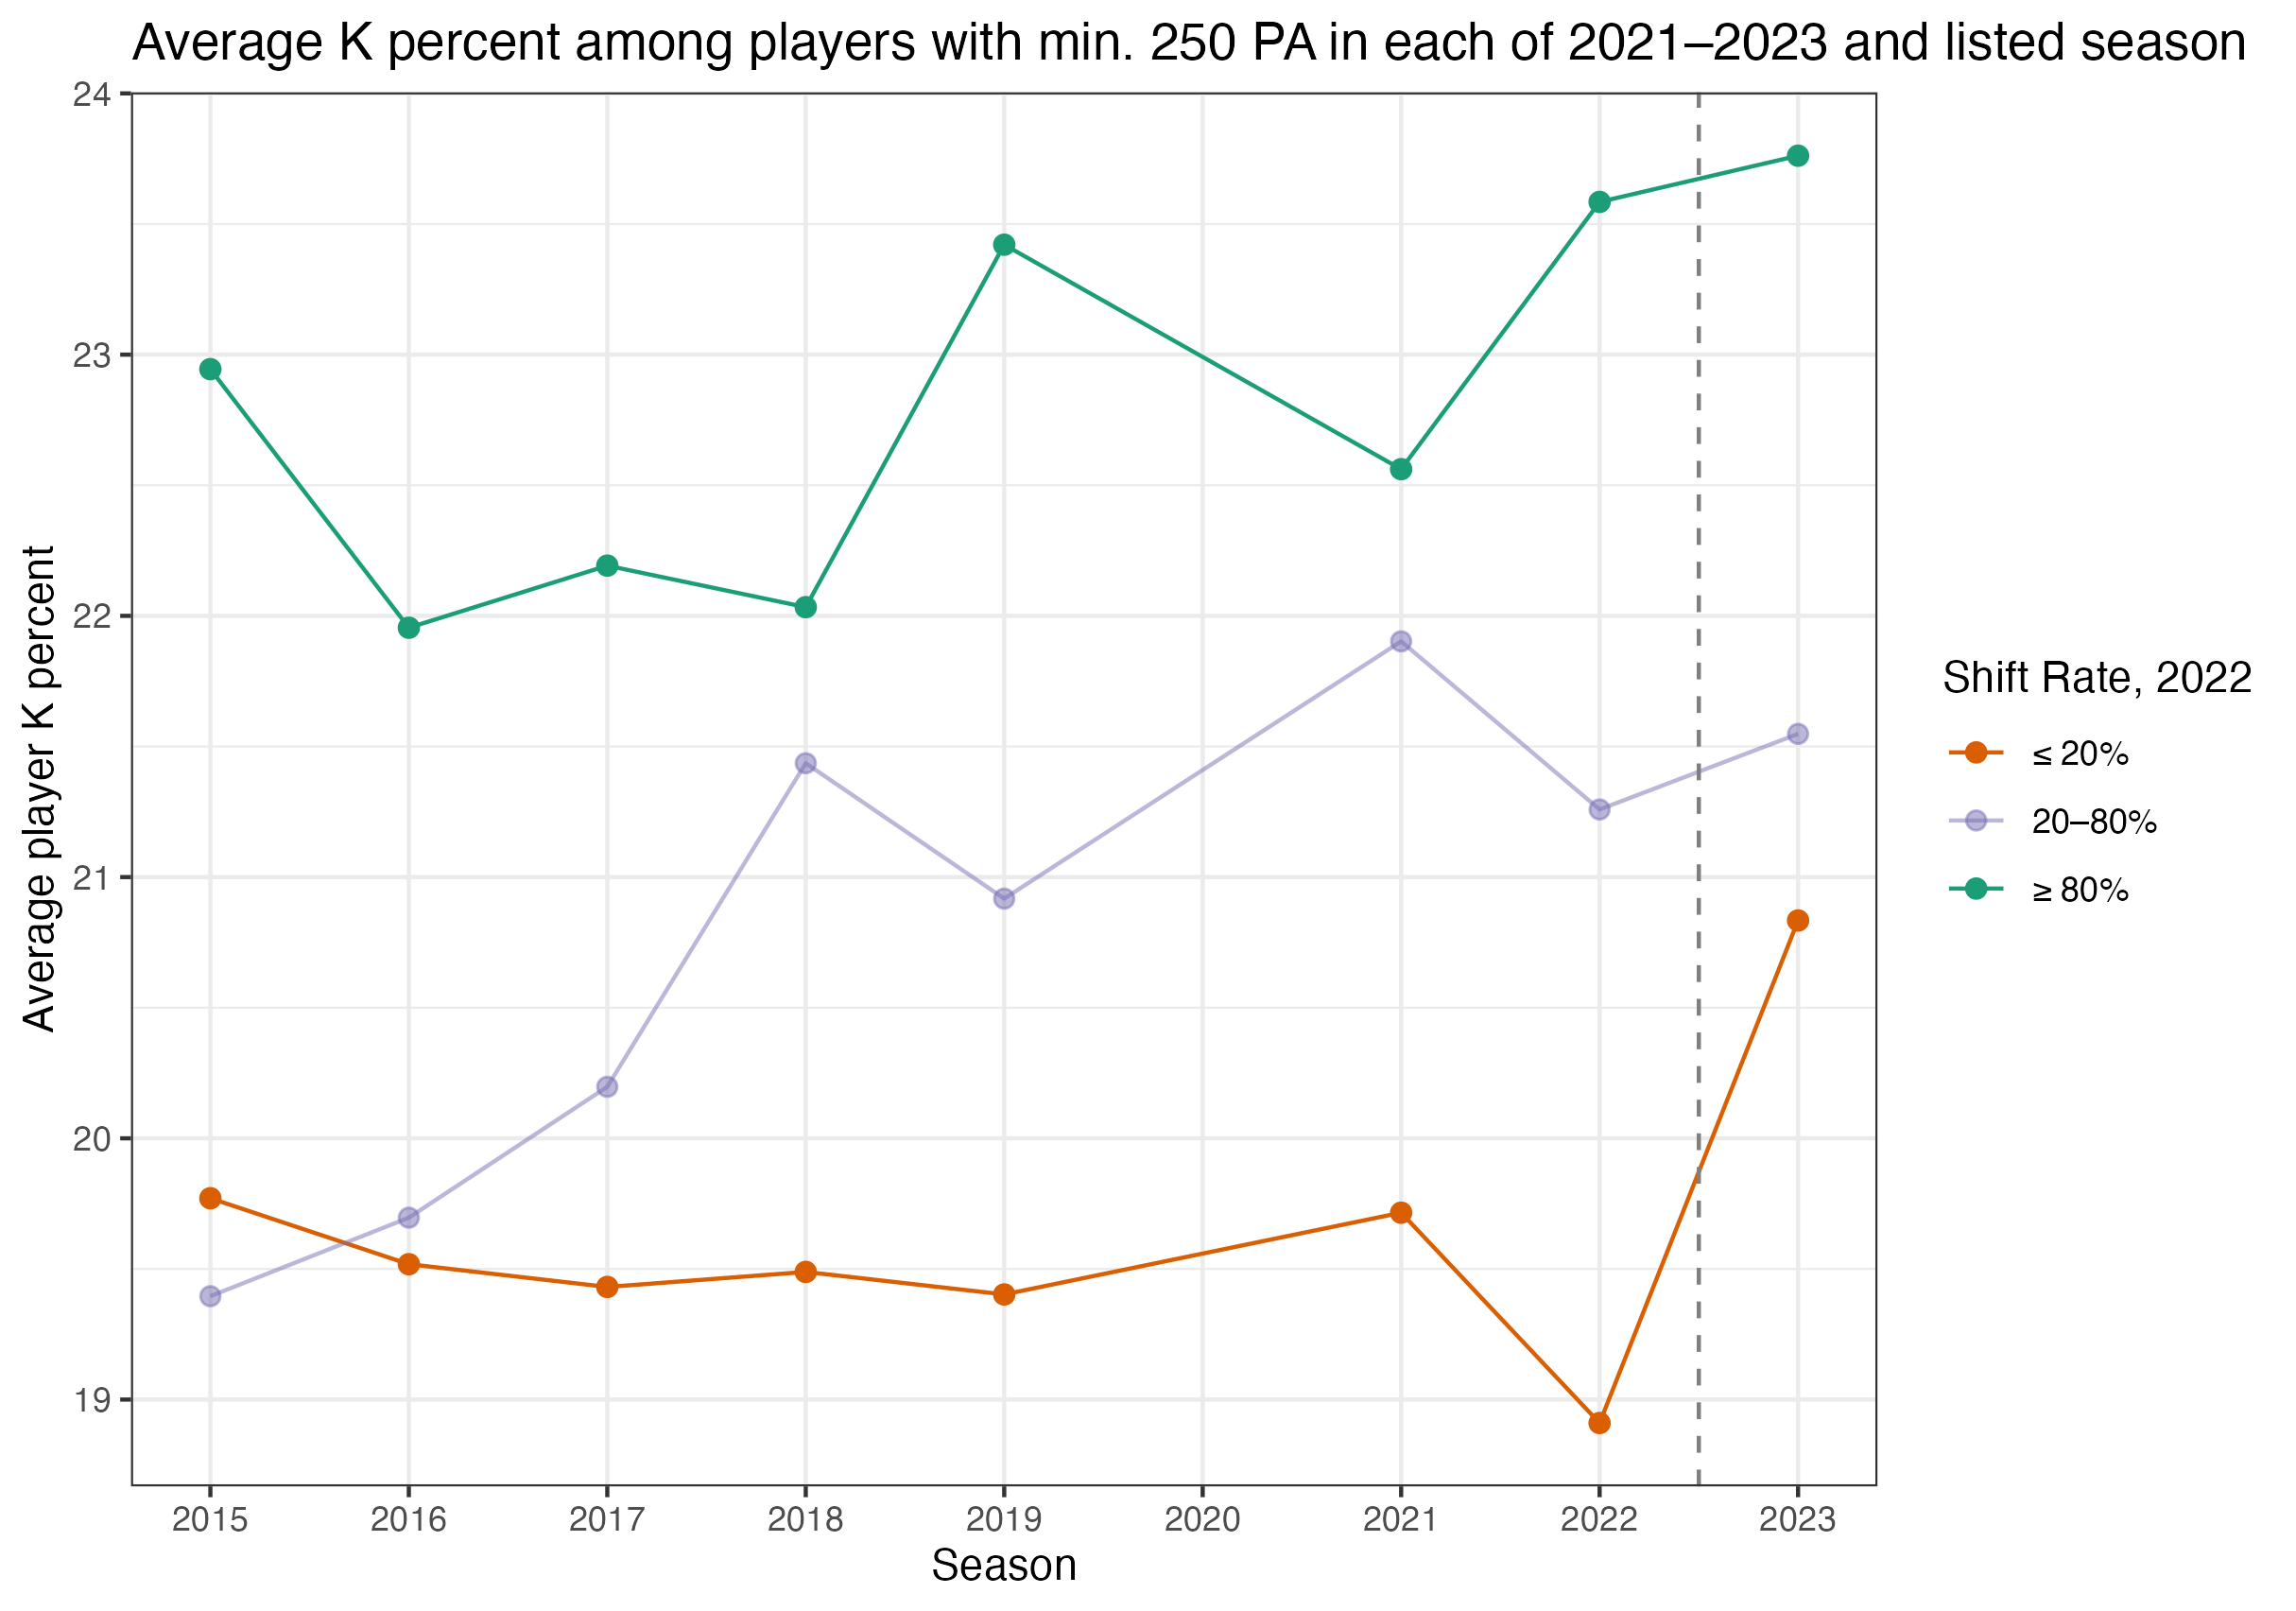 Average K percent among players with min. 250 PA in each of 2021–2023 and listed season
24
23
22
21
20
19
Average player K percent
2015 2016 2017 2018 2019 2020 2021 2022 2023
Season
Shift Rate, 2022
≤ 20%
20–80%
≥ 80%